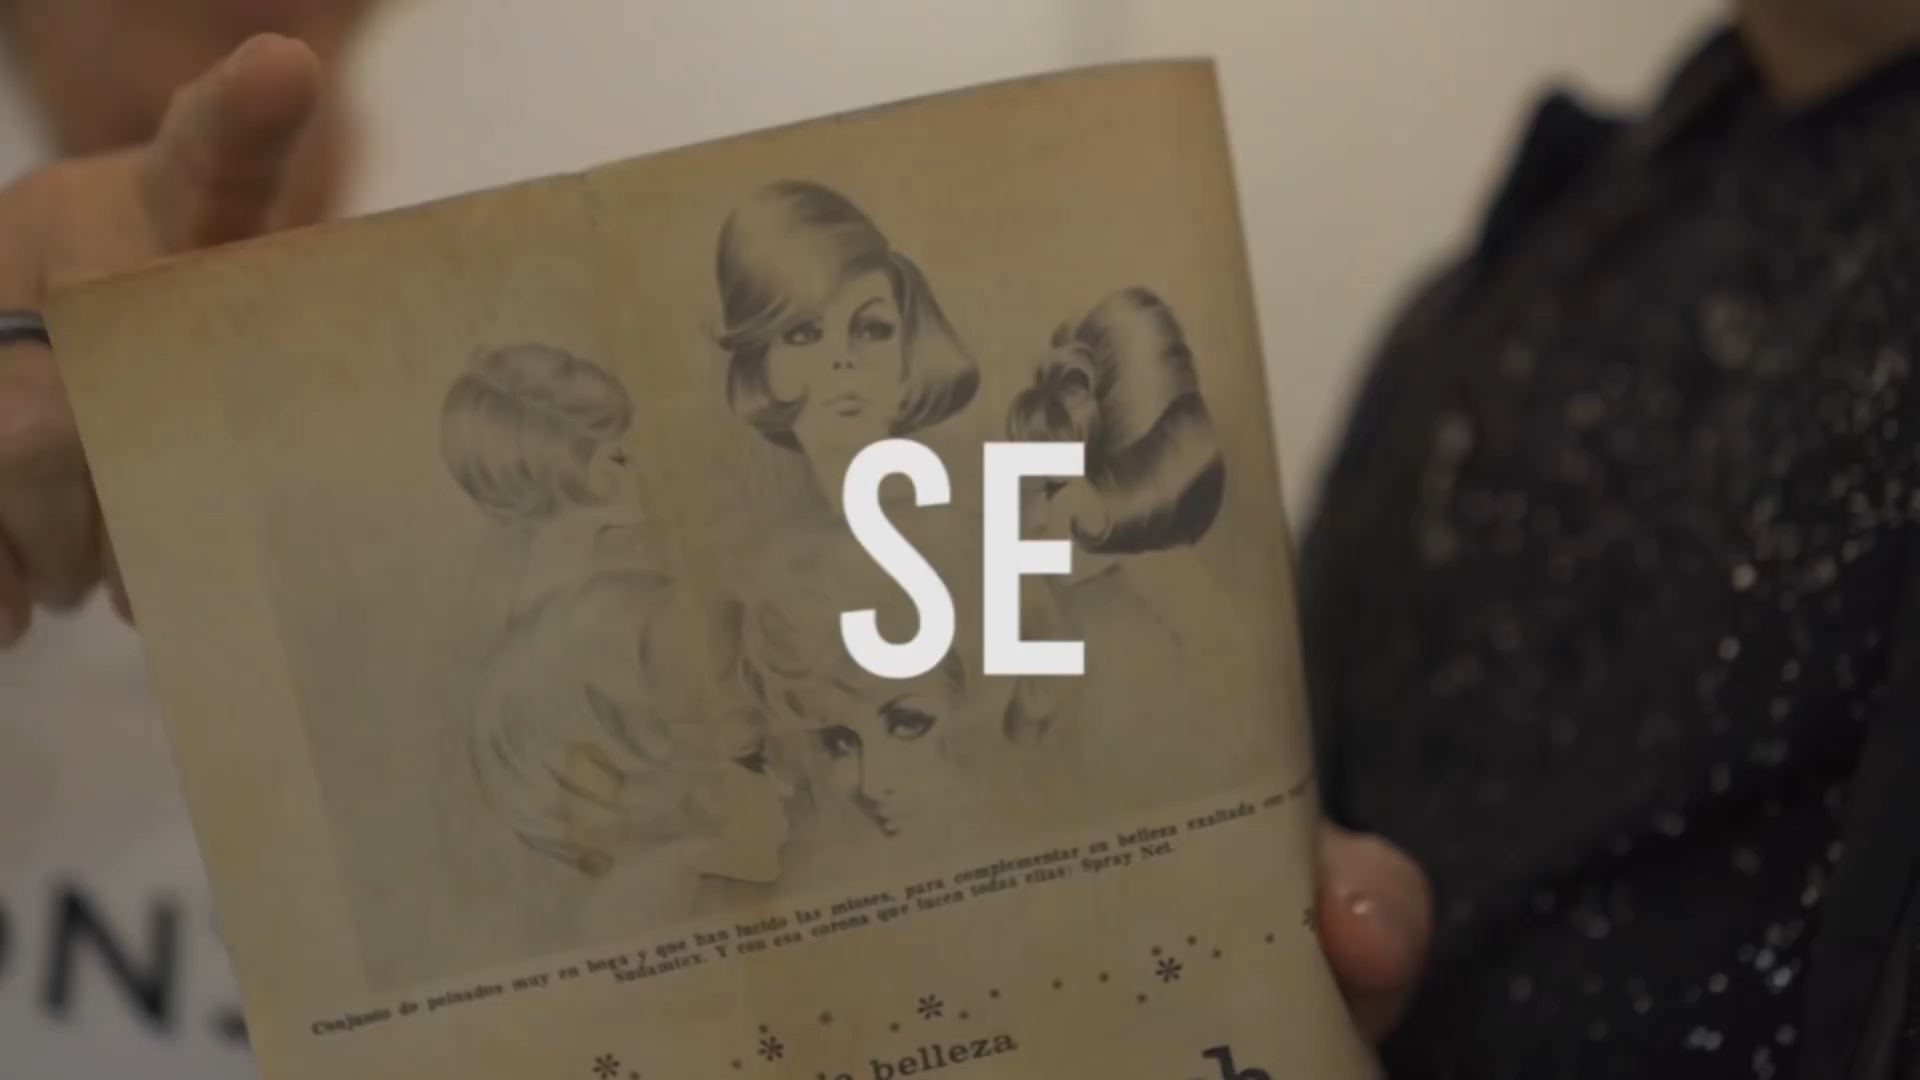 SE
Conjunto de peinados muy en boga y que han lucido las misses, para complementar su belleza exaltada
Sudamtex. Y con esa corona que lucen todas ellas: Spray Net.
belleza